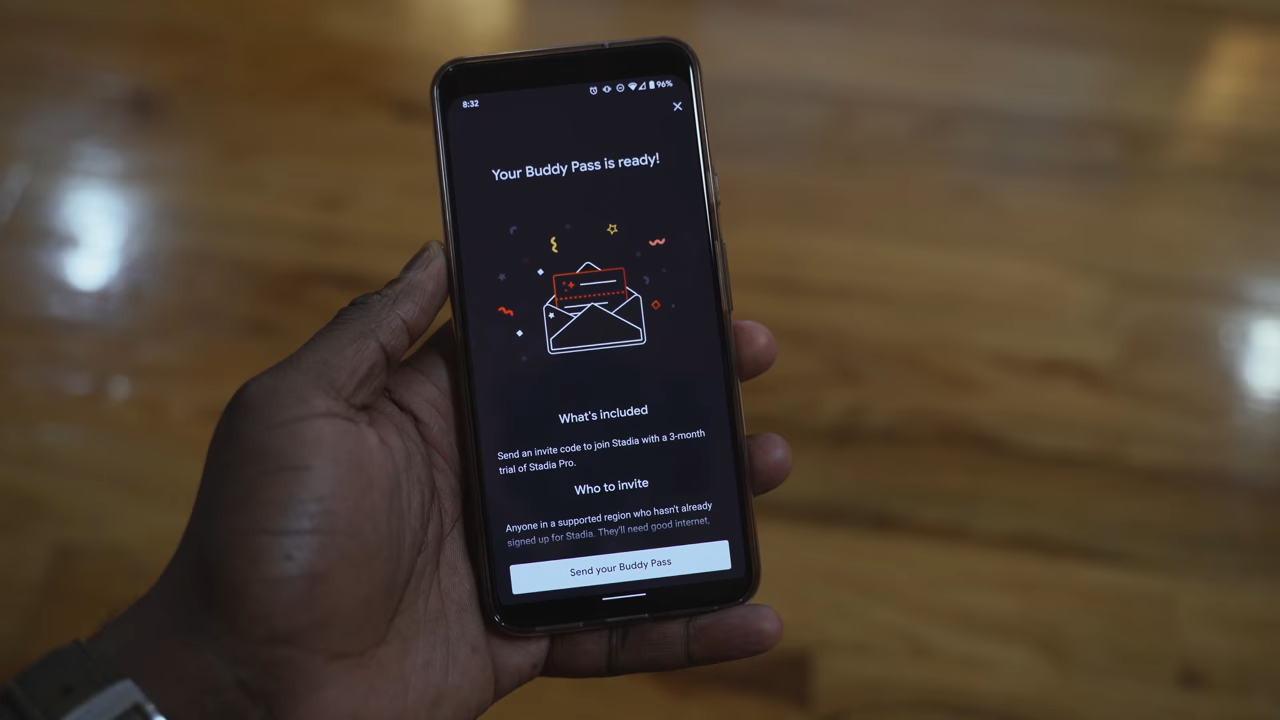 8:32
96%
Your Buddy Pass is ready!
What's included
Send an invite code to join Stadia with a 3-month
trial of Stadia Pro.
Who to invite
Anyone in a supported region who hasn't already
signed up for Stadia. They'll need good internet,
Send your Buddy Pass